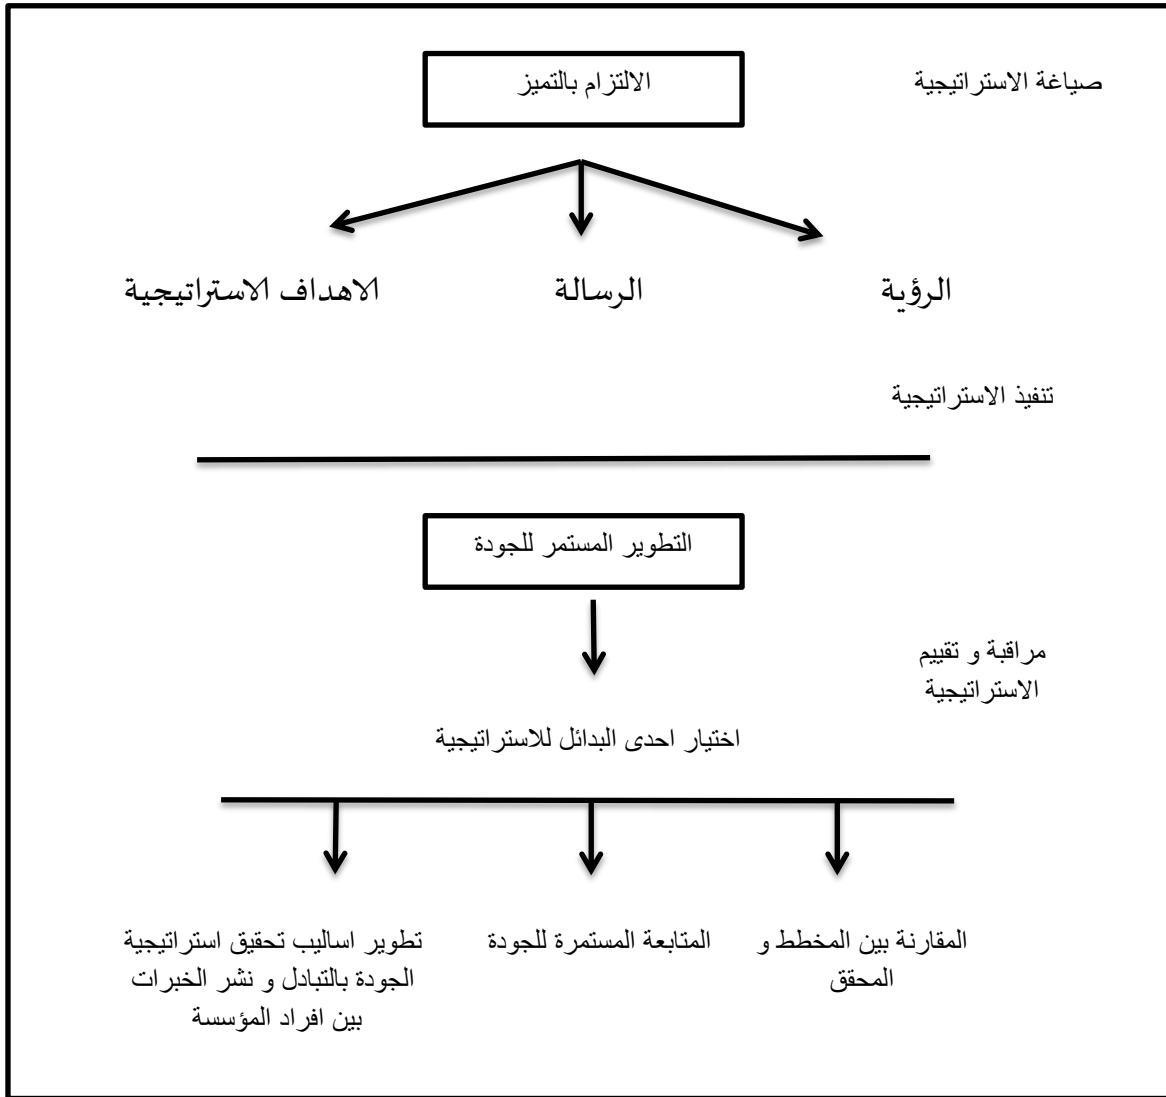 صياغة الاستراتيجية
الالتزام بالتميز
الرؤية
الرسالة
الاهداف الاستراتيجية
تنفيذ الاستراتيجية
التطوير المستمر للجودة
مراقبة و تقييم
الاستراتيجية
اختيار احدى البدائل للاستراتيجية
المقارنة بين المخطط و
المحقق
المتابعة المستمرة للجودة
تطوير اساليب تحقيق استراتيجية
الجودة بالتبادل و نشر الخبرات
بين افراد المؤسسة